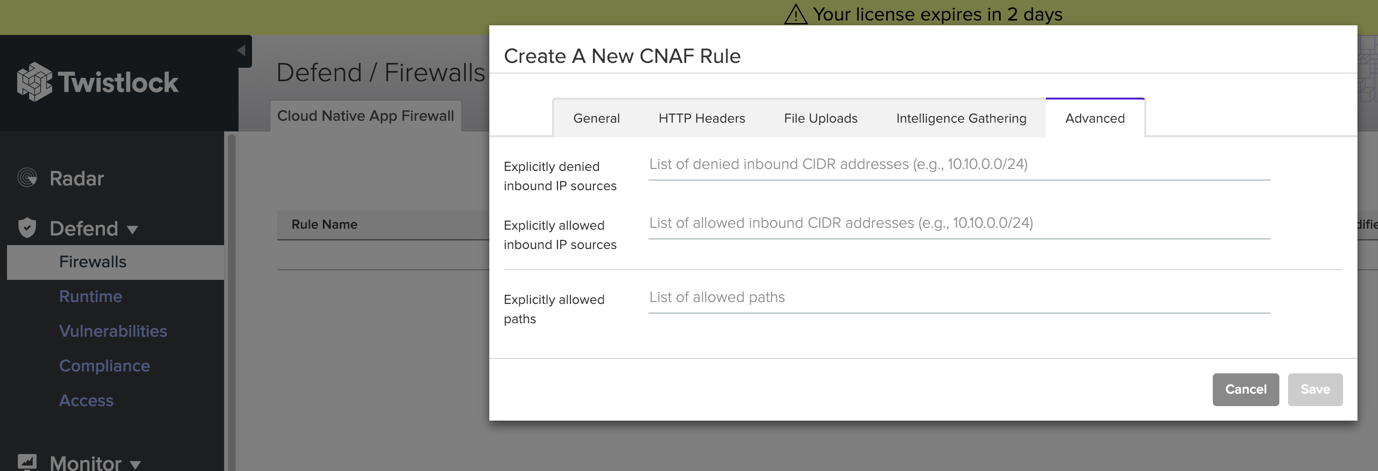 Your license expires in 2 days
Twistlock
Defend / Firewalls
Cloud Native App Firewall
Radar
Defend
Firewalls
Runtime
Vulnerabilities
Compliance
Access
Monitor
Rule Name
Create A New CNAF Rule
General
HTTP Headers
File Uploads
Intelligence Gathering
Advanced
Explicitly denied
inbound IP sources
List of denied inbound CIDR addresses (e.g., 10.10.0.0/24)
Explicitly allowed
inbound IP sources
List of allowed inbound CIDR addresses (e.g., 10.10.0.0/24)
Explicitly allowed
paths
List of allowed paths
Cancel
Save